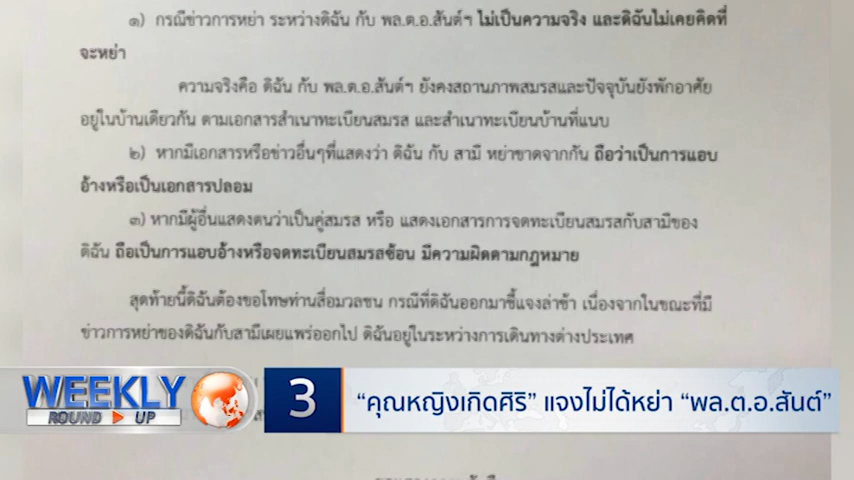 ๑) กรณีข่าวการหย่า ระหว่างดิฉัน กับ พล.ต.อ.สันต์ฯ ไม่เป็นความจริง และดิฉันไม่เคยคิดที่
จะหย่า
ความจริงคือ ดิฉัน กับ พล.ต.อ.สันต์ฯ ยังคงสถานภาพสมรสและปัจจุบันยังพักอาศัย
อยู่ในบ้านเดียวกัน ตามเอกสารสำเนาทะเบียนสมรส และสำเนาทะเบียนบ้านที่แนบ
๒) หากมีเอกสารหรือข่าวอื่นๆที่แสดงว่า ดิฉัน กับ สามี หย่าขาดจากกัน ถือว่าเป็นการแอบ
อ้างหรือเป็นเอกสารปลอม
๓) หากมีผู้อื่นแสดงตนว่าเป็นคู่สมรส หรือ แสดงเอกสารการจดทะเบียนสมรสกับสามีของ
ดิฉัน ถือเป็นการแอบอ้างหรือจดทะเบียนสมรสซ้อน มีความผิดตามกฎหมาย
สุดท้ายนี้ดิฉันต้องขอโทษท่านสื่อมวลชน กรณีที่ดิฉันออกมาชี้แจงล่าช้า เนื่องจากในขณะที่มี
ข่าวการหย่าของดิฉันกับสามีเผยแพร่ออกไป ดิฉันอยู่ในระหว่างการเดินทางต่างประเทศ
WEEKLY
ROUND UP
3
“คุณหญิงเกิดศิริ” แจงไม่ได้หย่า “พล.ต.อ.สันต์”